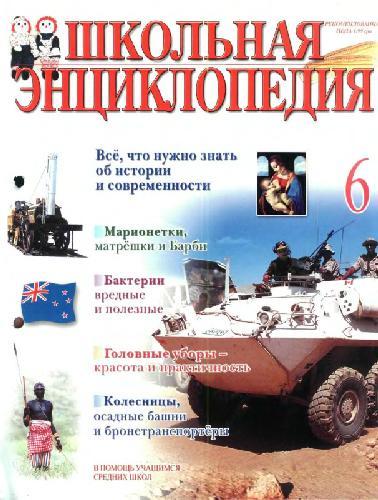 ШКОЛЬНАЯ
ЭНЦИКЛОПЕДИЯ
Всё, что нужно знать
об истории
и современности
6
Марионетки,
матрёшки и Барби
Бактерии
вредные
и полезные
Головные уборы –
красота и практичность
Колесницы,
осадные башни
и бронетранспортёры
В ПОМОЩЬ УЧАЩИМСЯ
СРЕДНИХ ШКОЛ